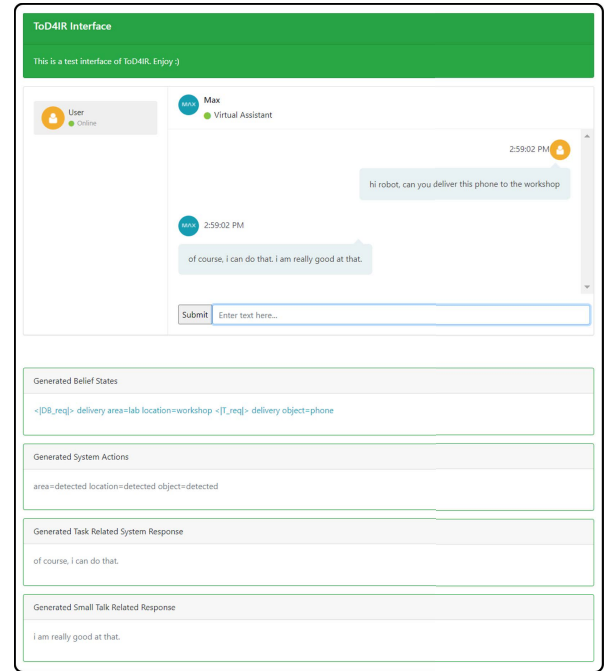 ToD4IR Interface
This is a test interface of ToD4IR. Enjoy :)
User
Online
MAX
Max
Virtual Assistant
2:59:02 PM
hi robot, can you deliver this phone to the workshop
MAX
2:59:02 PM
of course, i can do that. i am really good at that.
Submit
Enter text here...
Generated Belief States
<|DB_req|> delivery area=lab location=workshop <|T_req|> delivery object=phone
Generated System Actions
area=detected location=detected object=detected
Generated Task Related System Response
of course, i can do that.
Generated Small Talk Related Response
i am really good at that.